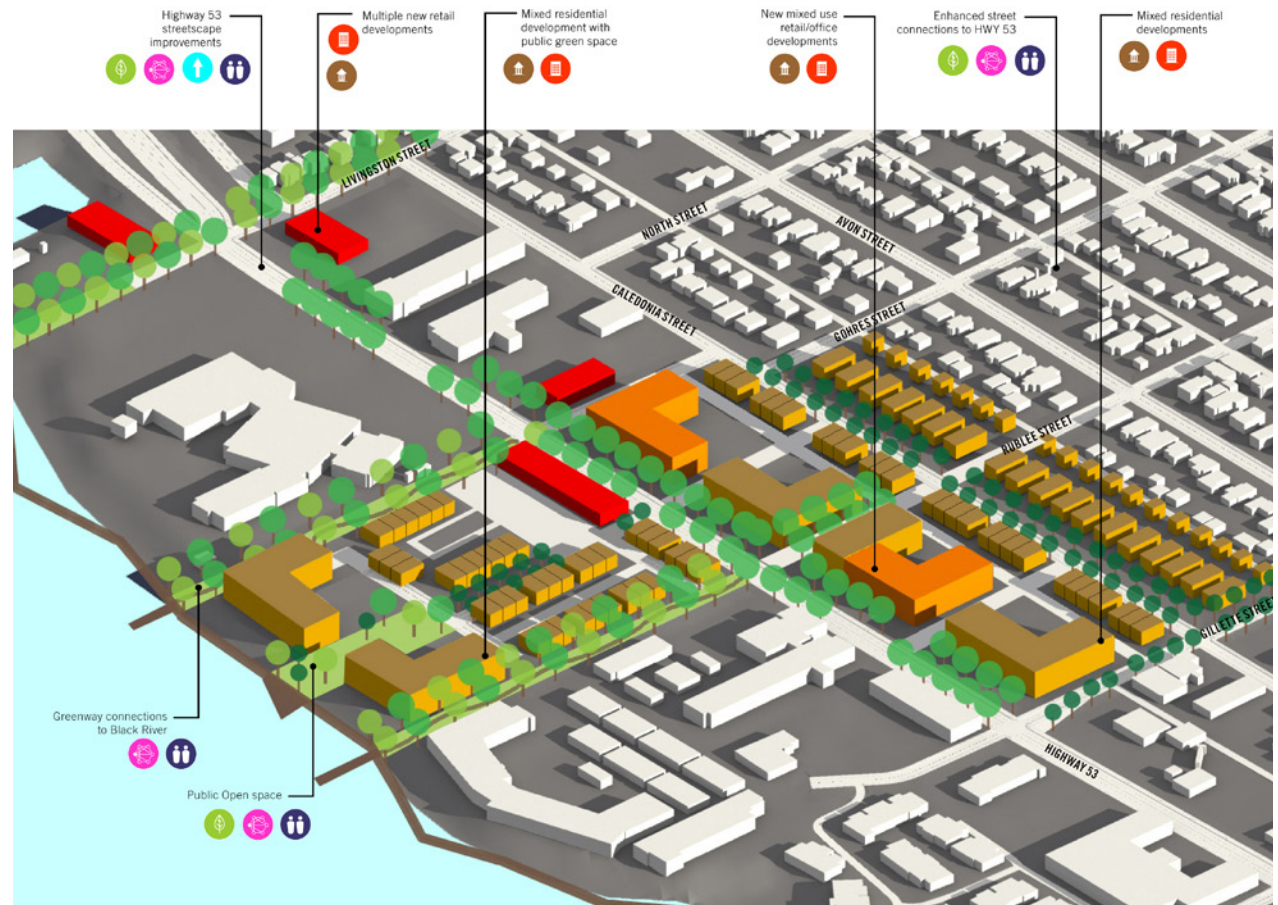 Highway 53
streetscape
improvements
Multiple new retail
developments
Mixed residential
development with
public green space
New mixed use
retail/office
developments
Enhanced street
connections to HWY 53
Mixed residential
developments
LIVINGSTON STREET
NORTH STREET
AVON STREET
CALEDONIA STREET
GOHRES STREET
RUBLEE STREET
GILLETTE STREET
HIGHWAY 53
Greenway connections
to Black River
Public Open space